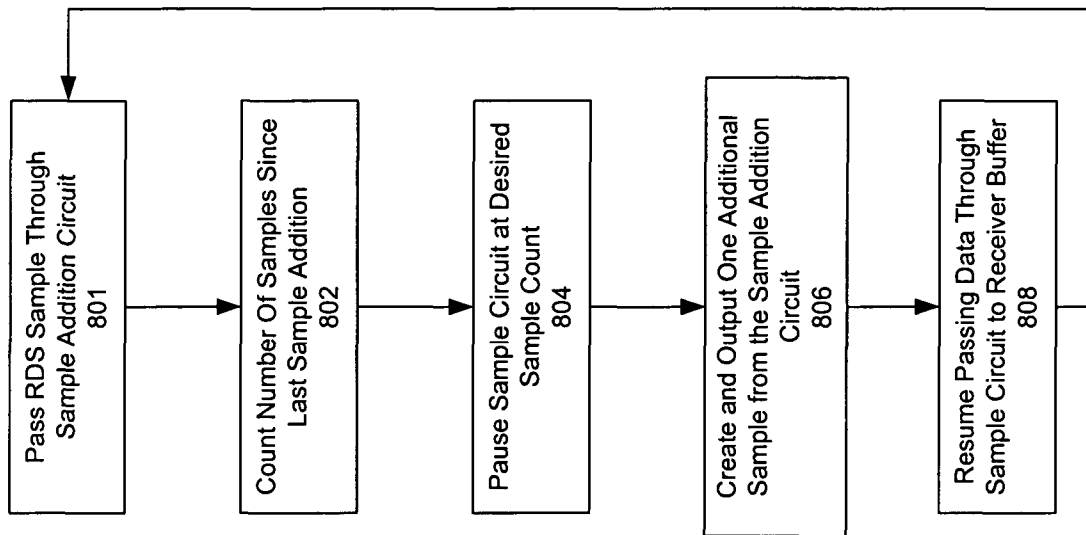 Pass RDS Sample Through
Sample Addition Circuit
801
Count Number Of Samples Since
Last Sample Addition
802
Pause Sample Circuit at Desired
Sample Count
804
Create and Output One Additional
Sample from the Sample Addition
Circuit
806
Resume Passing Data Through
Sample Circuit to Receiver Buffer
808